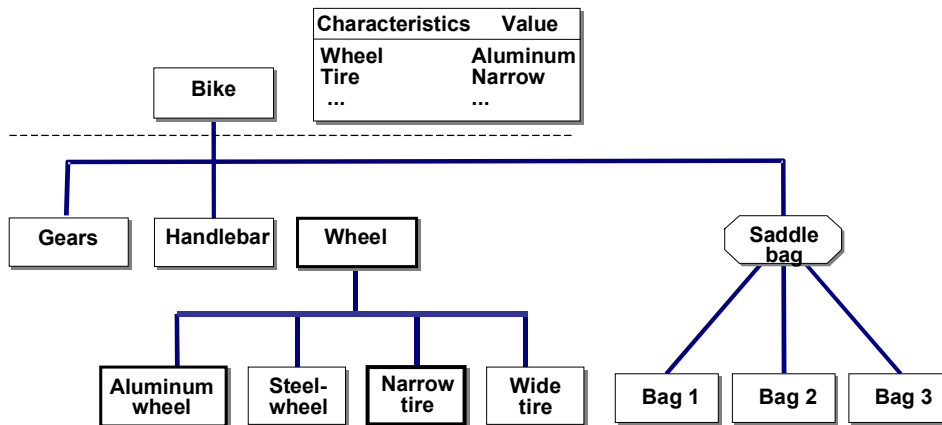 Characteristics Value
Wheel Aluminum
Tire Narrow
... ...
Bike
Gears
Handlebar
Wheel
Saddle
bag
Aluminum
wheel
Steel-
wheel
Narrow
tire
Wide
tire
Bag 1
Bag 2
Bag 3